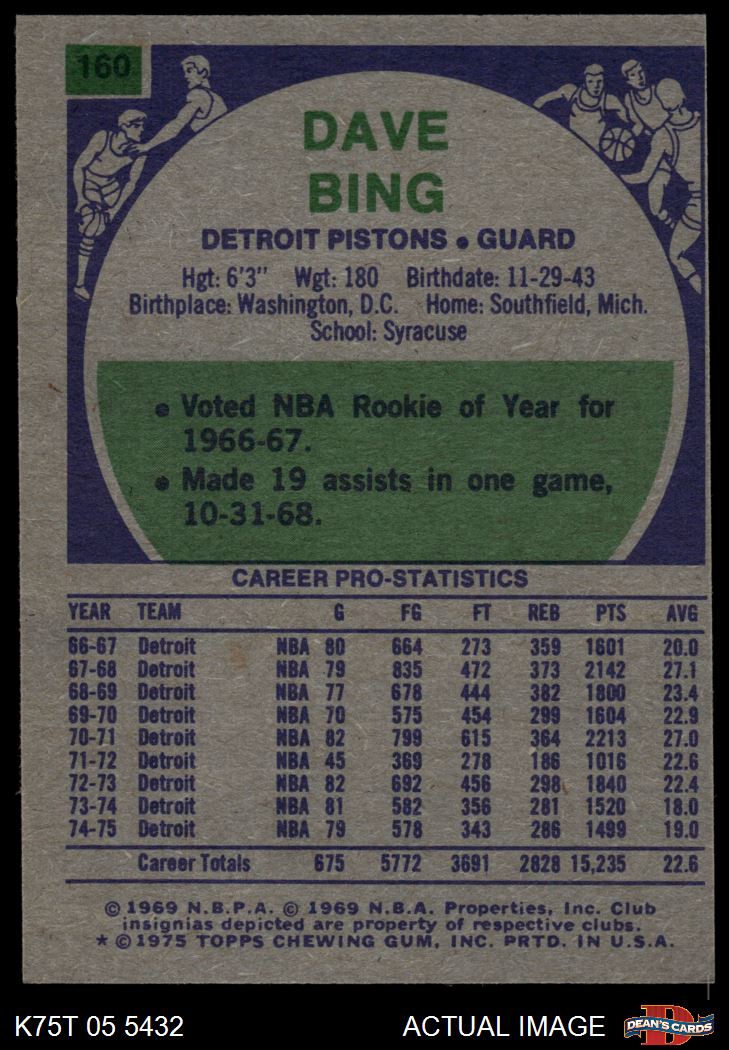 160
DAVE
BING
DETROIT PISTONS • GUARD
Hgt: 6'3" Wgt: 180 Birthdate: 11-29-43
Birthplace: Washington, D.C. Home: Southfield, Mich.
School: Syracuse
• Voted NBA Rookie of Year for
1966-67.
• Made 19 assists in one game,
10-31-68.
CAREER PRO-STATISTICS
YEAR TEAM G FG FT REB PTS AVG
66-67 Detroit NBA 80 664 273 359 1601 20.0
67-68 Detroit NBA 79 835 472 373 2142 27.1
68-69 Detroit NBA 77 678 444 382 1800 23.4
69-70 Detroit NBA 70 575 454 299 1604 22.9
70-71 Detroit NBA 82 799 615 364 2213 27.0
71-72 Detroit NBA 45 369 278 186 1016 22.6
72-73 Detroit NBA 82 692 456 298 1840 22.4
73-74 Detroit NBA 81 582 356 281 1520 18.0
74-75 Detroit NBA 79 578 343 286 1499 19.0
Career Totals 675 5772 3691 2828 15,235 22.6
© 1969 N.B.P.A. © 1969 N.B.A. Properties, Inc. Club
insignias depicted are property of respective clubs.
* © 1975 TOPPS CHEWING GUM, INC. PRTD. IN U.S.A.
K75T 05 5432 ACTUAL IMAGE DEAN'S CARDS